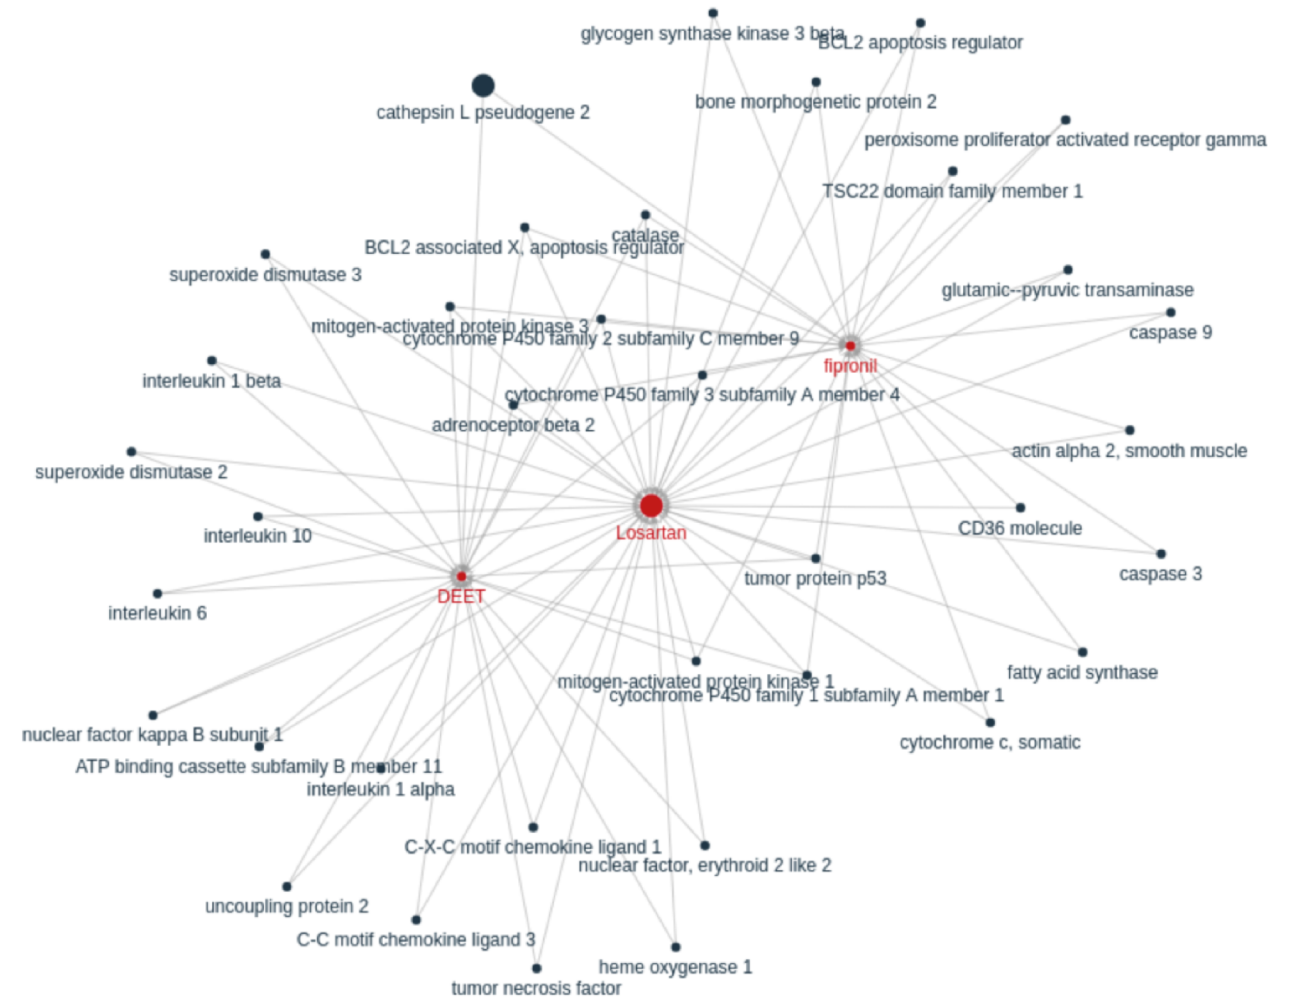 glycogen synthase kinase 3 beta
BCL2 apoptosis regulator
bone morphogenetic protein 2
cathepsin L pseudogene 2
peroxisome proliferator activated receptor gamma
TSC22 domain family member 1
catalase
BCL2 associated X, apoptosis regulator
superoxide dismutase 3
glutamic--pyruvic transaminase
mitogen-activated protein kinase 3
caspase 9
cytochrome P450 family 2 subfamily C member 9
fipronil
interleukin 1 beta
cytochrome P450 family 3 subfamily A member 4
adrenoceptor beta 2
actin alpha 2, smooth muscle
superoxide dismutase 2
CD36 molecule
Losartan
interleukin 10
caspase 3
tumor protein p53
DEET
interleukin 6
fatty acid synthase
mitogen-activated protein kinase 1
cytochrome P450 family 1 subfamily A member 1
nuclear factor kappa B subunit 1
cytochrome c, somatic
ATP binding cassette subfamily B member 11
interleukin 1 alpha
C-X-C motif chemokine ligand 1
nuclear factor, erythroid 2 like 2
uncoupling protein 2
C-C motif chemokine ligand 3
heme oxygenase 1
tumor necrosis factor